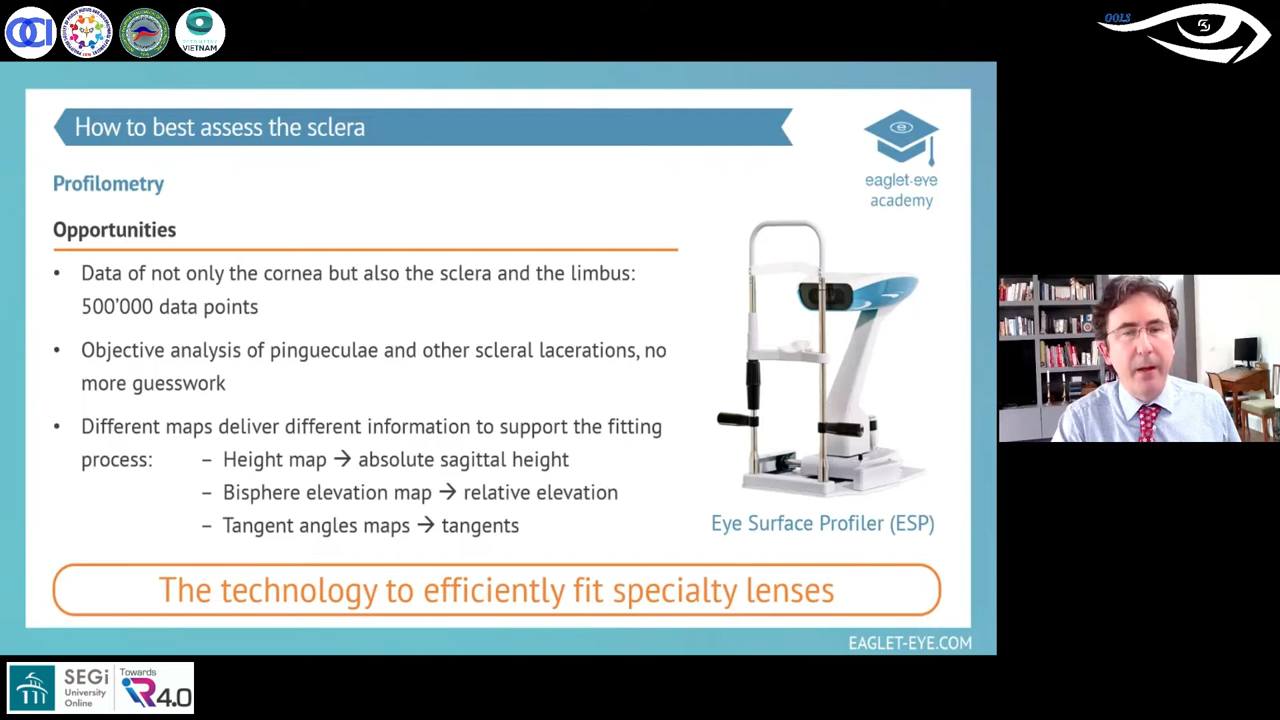 OCI
OPTOMETRY
VIETNAM
OOLS
How to best assess the sclera
eaglet-eye
academy
Profilometry
Opportunities
• Data of not only the cornea but also the sclera and the limbus:
500'000 data points
• Objective analysis of pingueculae and other scleral lacerations, no
more guesswork
• Different maps deliver different information to support the fitting
process: – Height map → absolute sagittal height
– Bisphere elevation map → relative elevation
– Tangent angles maps → tangents
Eye Surface Profiler (ESP)
The technology to efficiently fit specialty lenses
EAGLET-EYE.COM
SEGi
University
Online
Towards
iR4.0